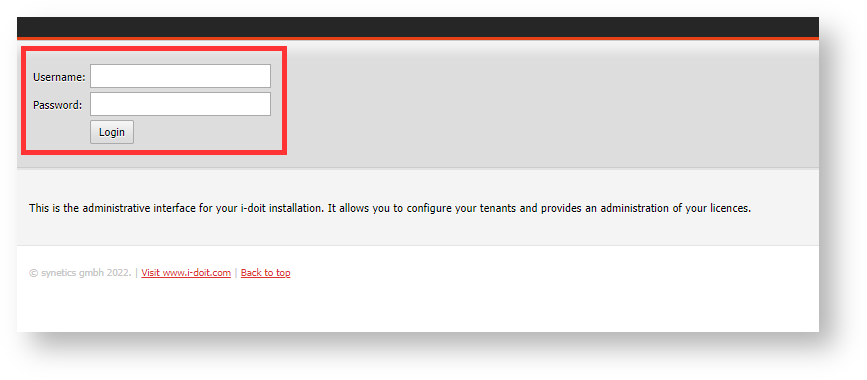 Username:
Password:
Login
This is the administrative interface for your i-doit installation. It allows you to configure your tenants and provides an administration of your licences.
© synetics gmbh 2022. | Visit www.i-doit.com | Back to top